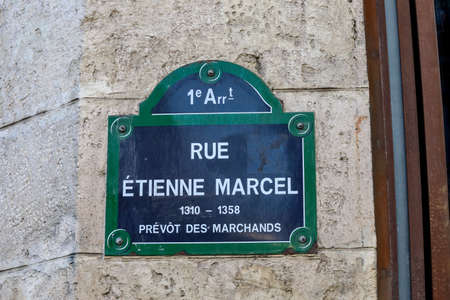 1e Arrt
RUE
ÉTIENNE MARCEL
1310 – 1358
PRÉVÔT DES MARCHANDS